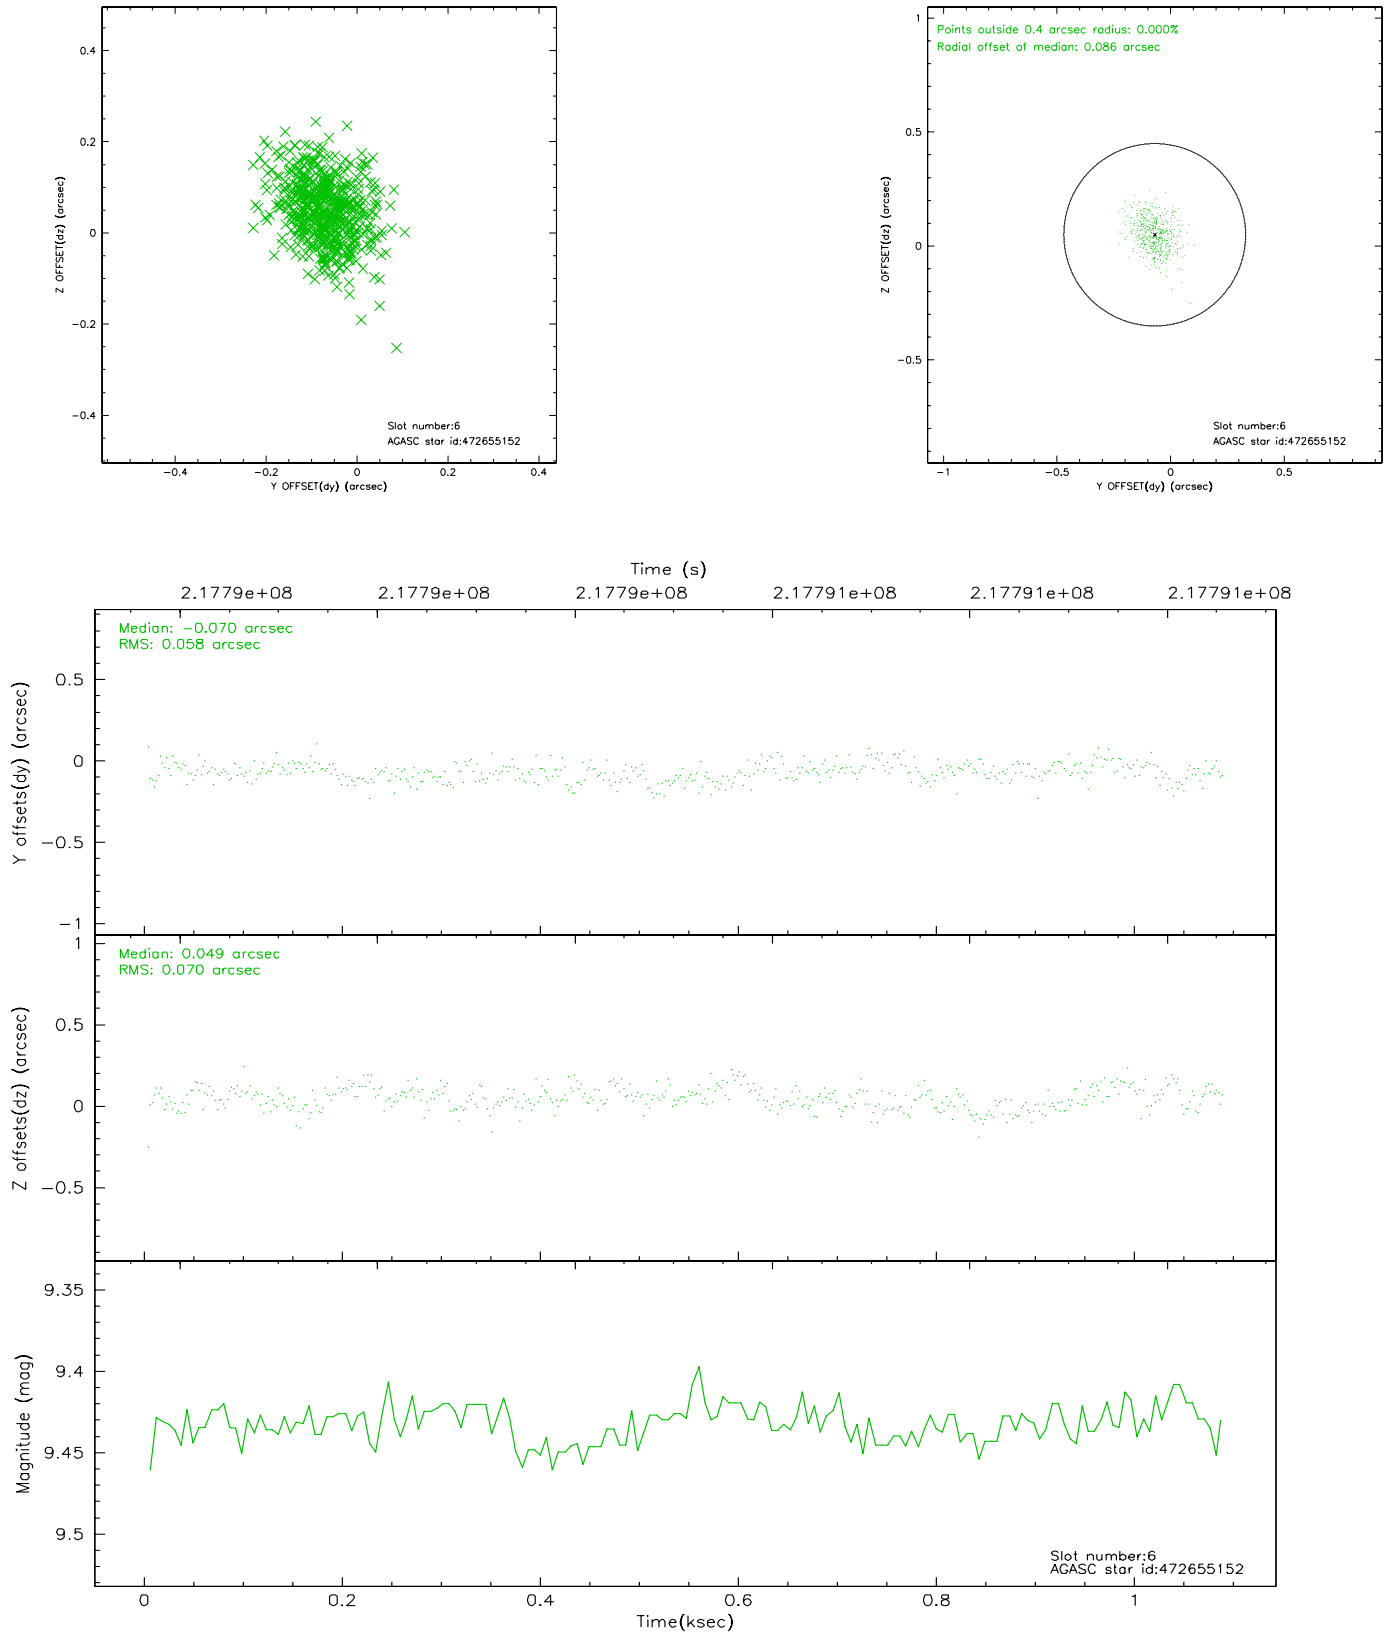 0.4
0.2
0
−0.2
−0.4
Z OFFSET(dz) (arcsec)
−0.4 −0.2 0 0.2 0.4
Y OFFSET(dy) (arcsec)
Slot number:6
AGASC star id:472655152
Points outside 0.4 arcsec radius: 0.000%
Radial offset of median: 0.086 arcsec
1
0.5
0
−0.5
Z OFFSET(dz) (arcsec)
−1 −0.5 0 0.5
Y OFFSET(dy) (arcsec)
Slot number:6
AGASC star id:472655152
Time (s)
2.1779e+08 2.1779e+08 2.1779e+08 2.17791e+08 2.17791e+08 2.17791e+08
Median: −0.070 arcsec
RMS: 0.058 arcsec
0.5
0
−0.5
−1
Y offsets(dy) (arcsec)
Median: 0.049 arcsec
RMS: 0.070 arcsec
1
0.5
0
−0.5
Z offsets(dz) (arcsec)
9.35
9.4
9.45
9.5
Magnitude (mag)
Slot number:6
AGASC star id:472655152
0 0.2 0.4 0.6 0.8 1
Time(ksec)